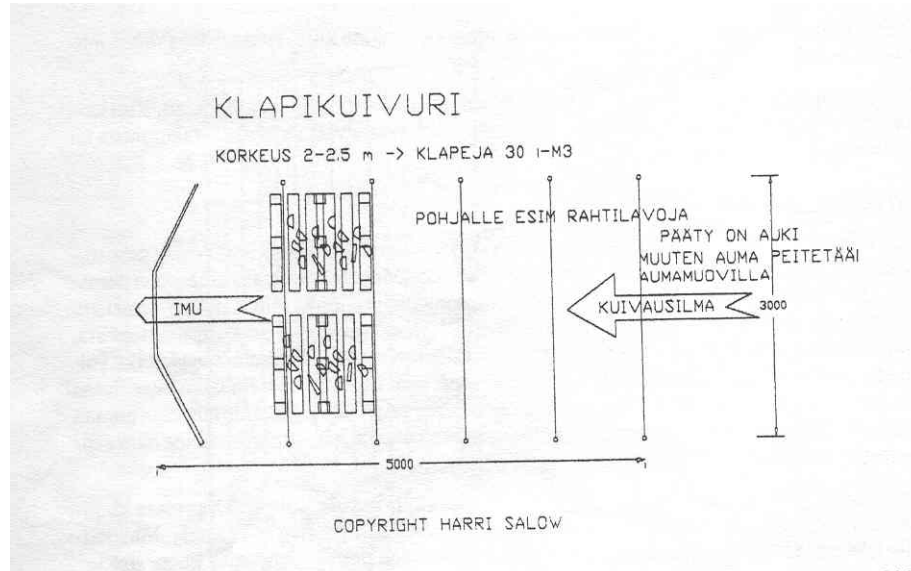 KLAPIKUIVURI
KORKEUS 2-2.5 m -> KLAPEJA 30 i-M3
POHJALLE ESIM RAHTILAVOJA
PÄÄTY ON AUKI
MUUTEN AUMA PEITETÄÄI
AUMAMUOVILLA
IMU
KUIVAUSILMA
3000
5000
COPYRIGHT HARRI SALOW